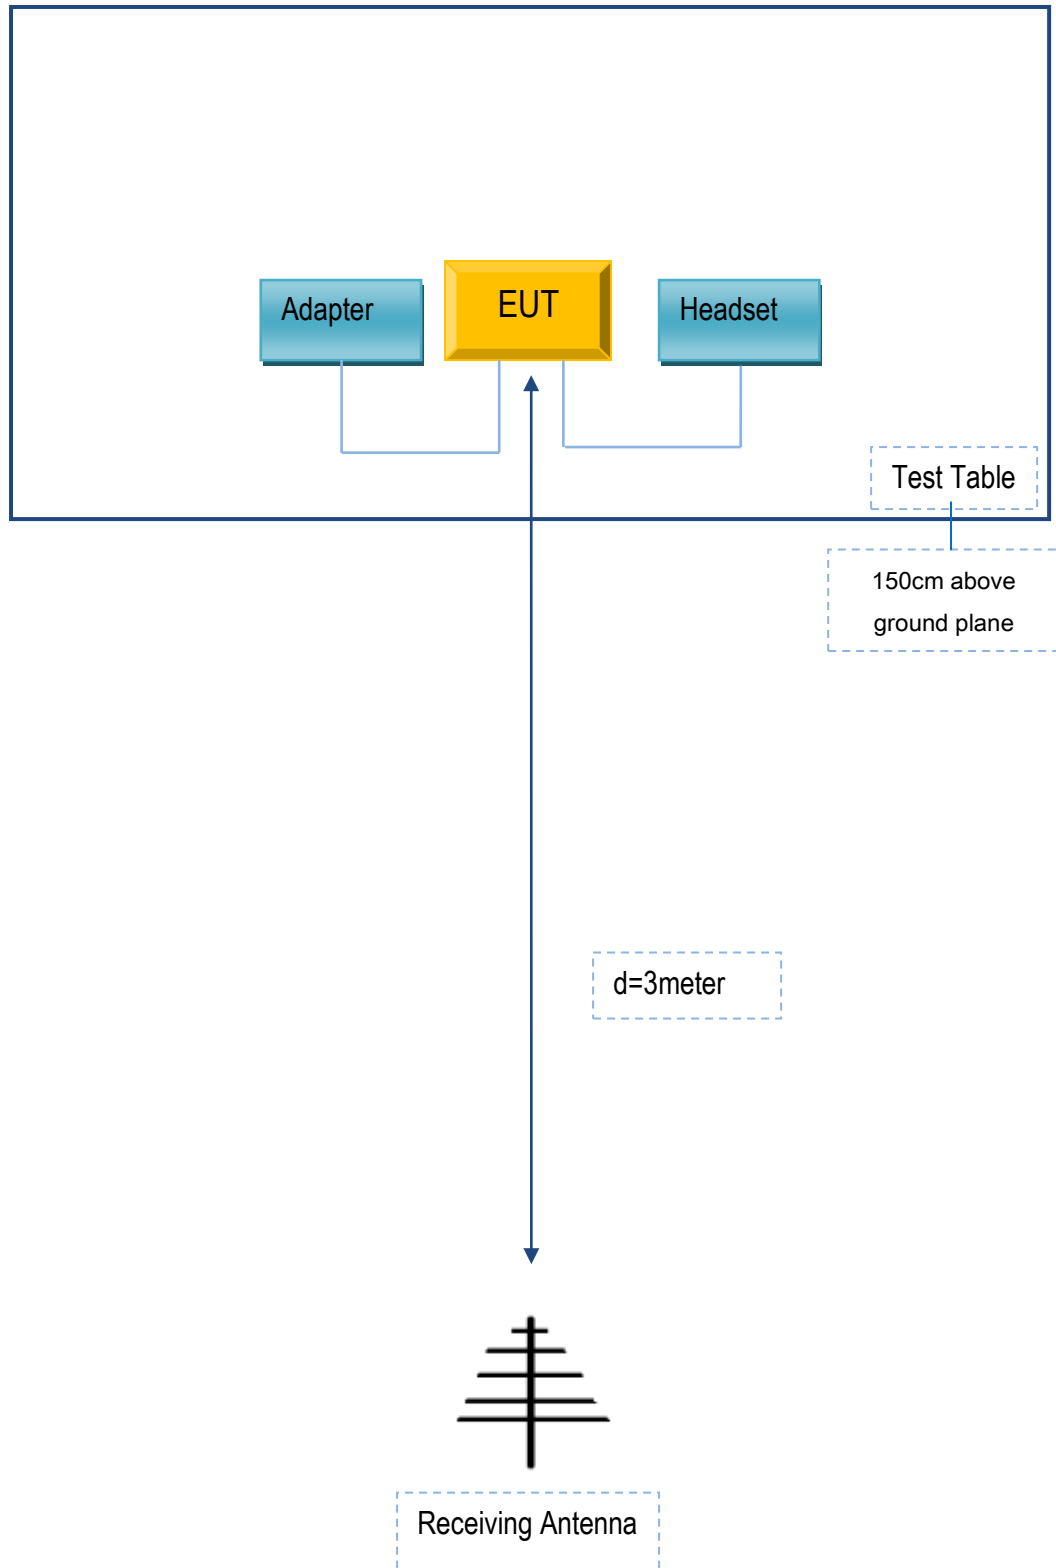 Adapter
EUT
Headset
Test Table
150cm above
ground plane
d=3meter
Receiving Antenna